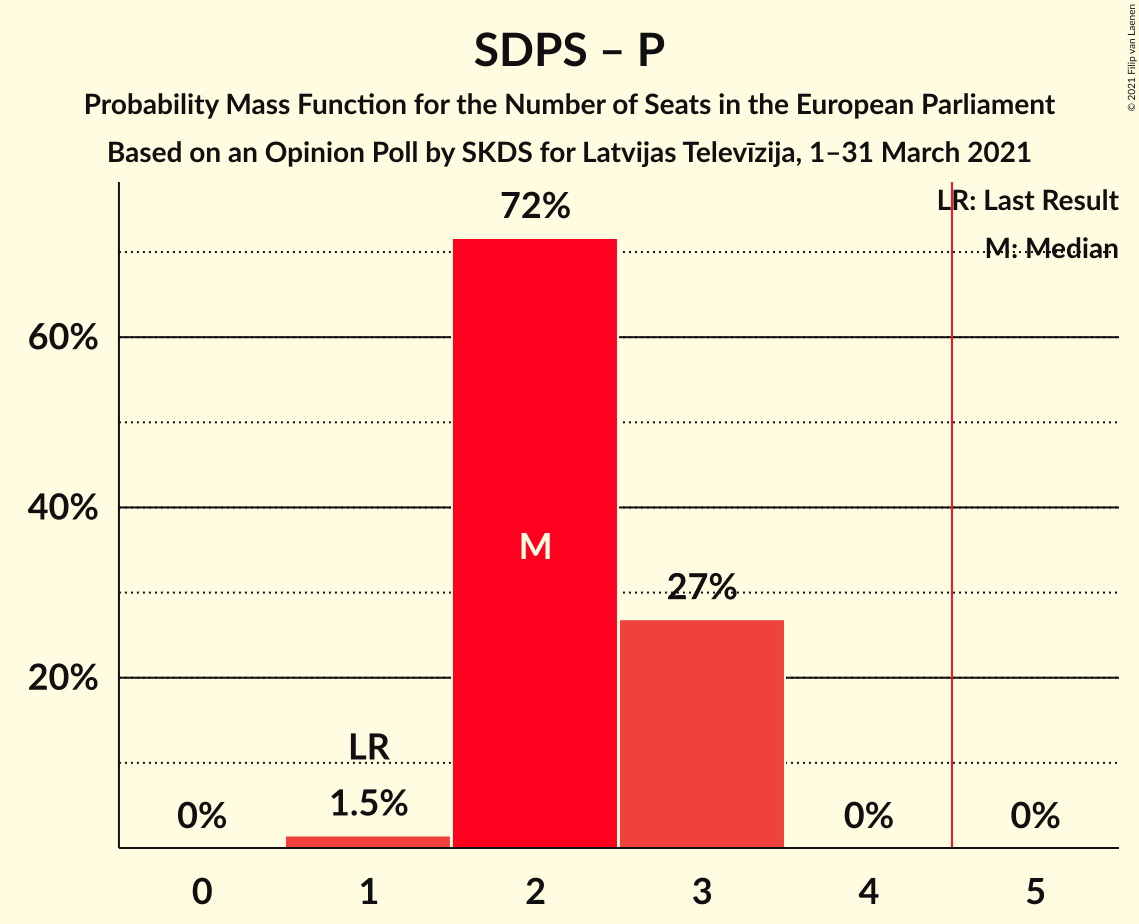 SDPS – P
Probability Mass Function for the Number of Seats in the European Parliament
Based on an Opinion Poll by SKDS for Latvijas Televīzija, 1–31 March 2021
© 2021 Filip van Laenen
LR: Last Result
M: Median
72%
60%
40%
M
27%
20%
LR
0%
1.5%
0%
0%
0
1
2
3
4
5